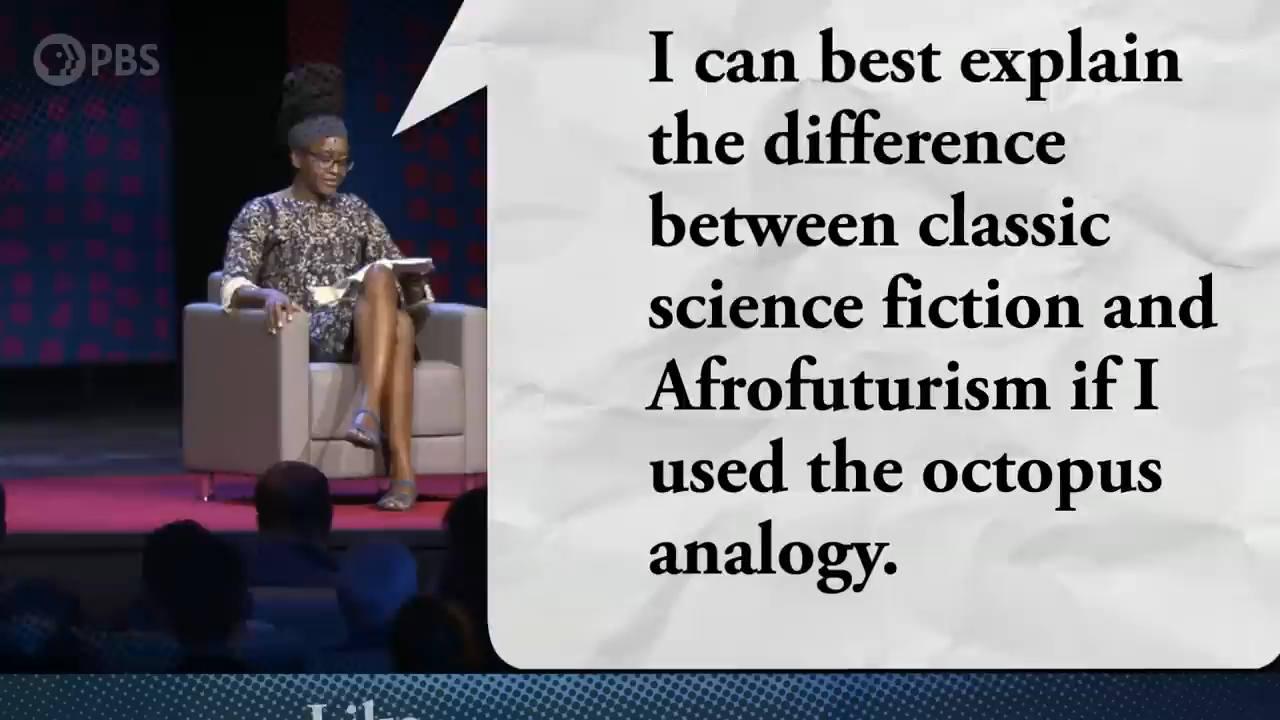 PBS
I can best explain
the difference
between classic
science fiction and
Afrofuturism if I
used the octopus
analogy.